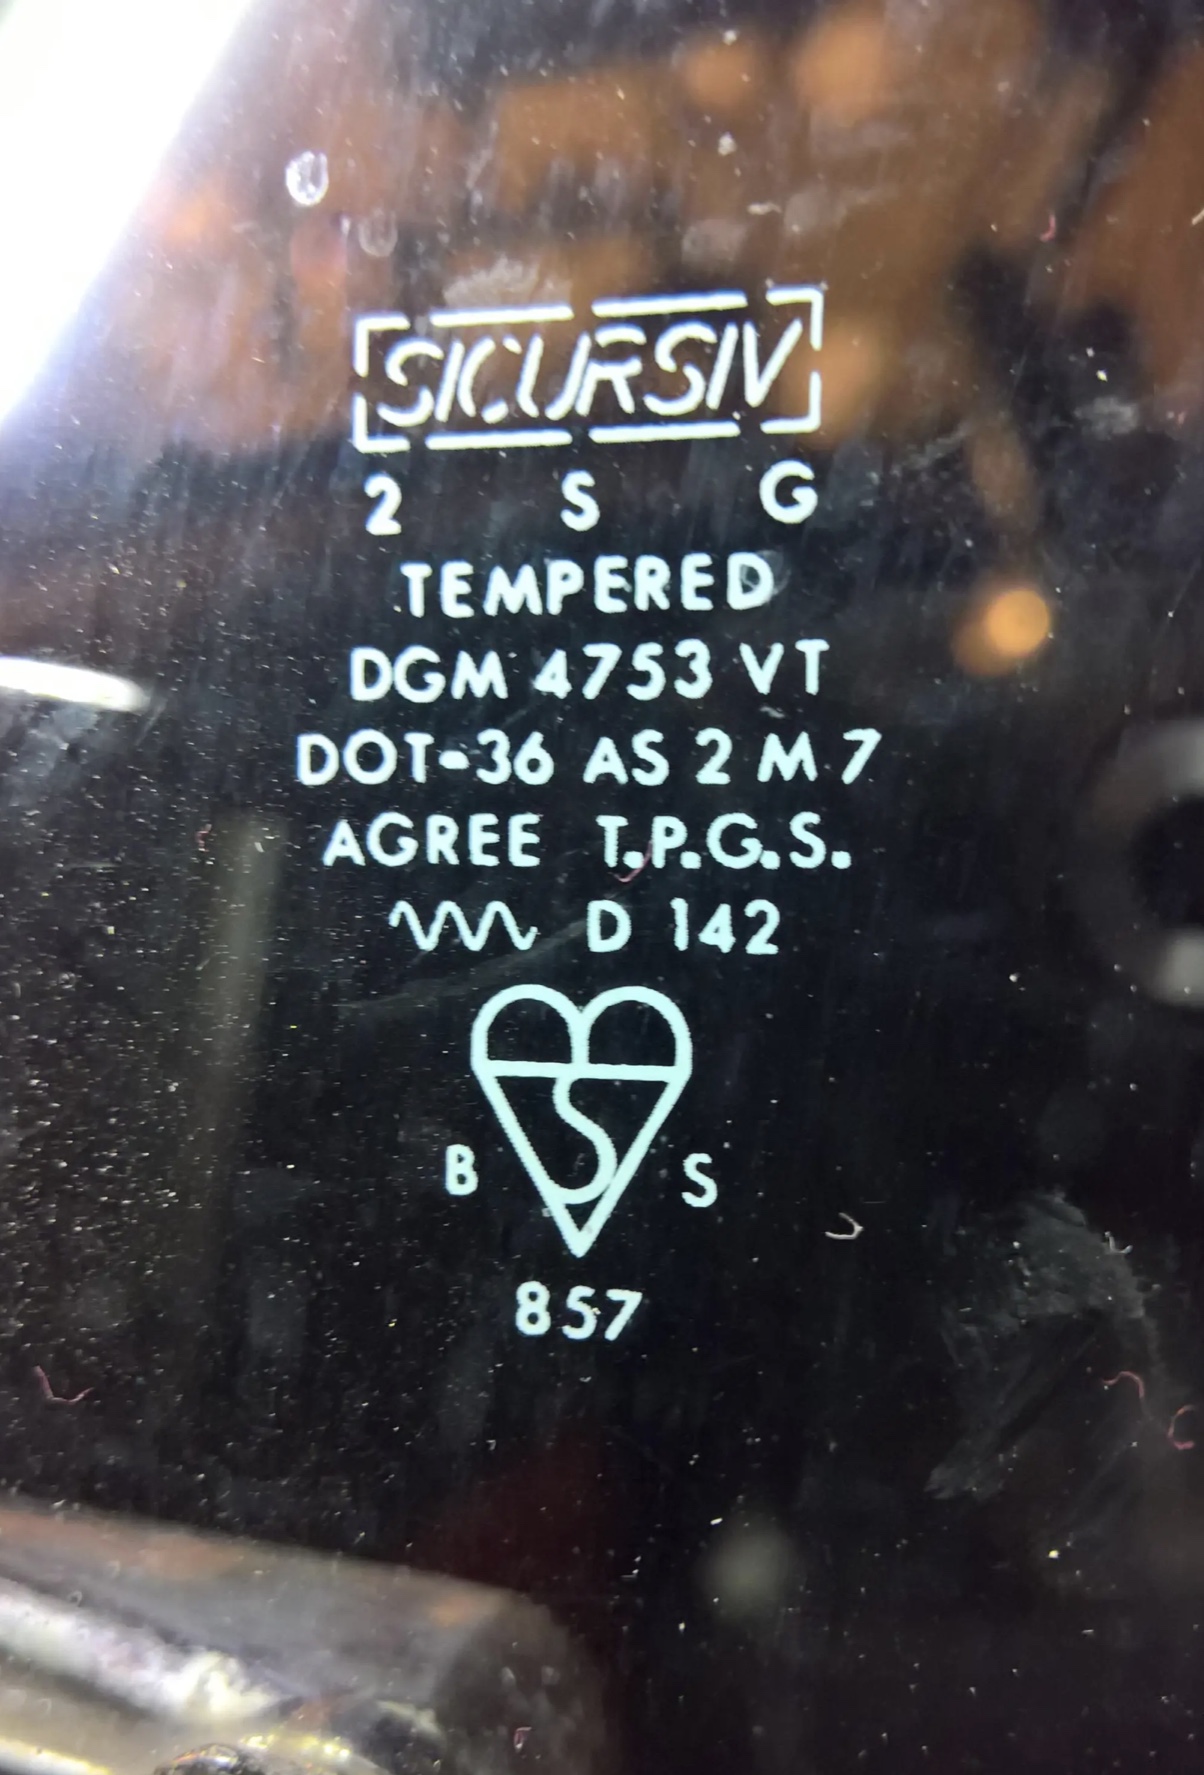 SICURSIV
2 S G
TEMPERED
DGM 4753 VT
DOT-36 AS 2 M 7
AGREE T.P.G.S.
D 142
B S
857